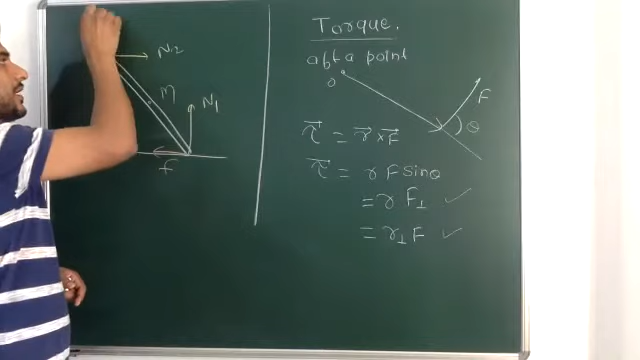 N2
M
N1
f
Torque.
abt a point
O
F
θ
τ⃗ = r⃗ × F⃗
τ⃗ = r F sinθ
= r F⊥ ✓
= r⊥ F ✓